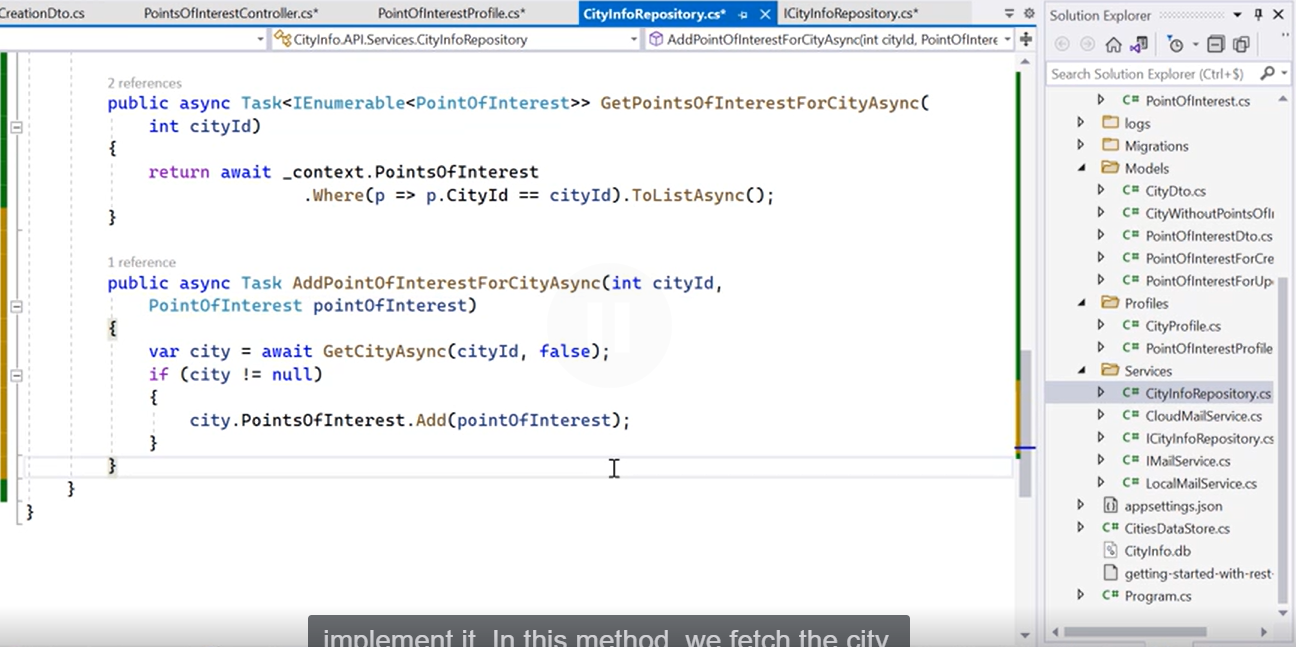 CreationDto.cs
PointsOfInterestController.cs*
PointOfInterestProfile.cs*
CityInfoRepository.cs*
ICityInfoRepository.cs*
CityInfo.API.Services.CityInfoRepository
AddPointOfInterestForCityAsync(int cityId, PointOfIntere
2 references
public async Task<IEnumerable<PointOfInterest>> GetPointsOfInterestForCityAsync(
int cityId)
{
return await _context.PointsOfInterest
.Where(p => p.CityId == cityId).ToListAsync();
}
1 reference
public async Task AddPointOfInterestForCityAsync(int cityId,
PointOfInterest pointOfInterest)
{
var city = await GetCityAsync(cityId, false);
if (city != null)
{
city.PointsOfInterest.Add(pointOfInterest);
}
}
}
}
implement it. In this method, we fetch the city
Solution Explorer
Search Solution Explorer (Ctrl+$)
C# PointOfInterest.cs
logs
Migrations
Models
C# CityDto.cs
C# CityWithoutPointsOfIn
C# PointOfInterestDto.cs
C# PointOfInterestForCre
C# PointOfInterestForUp
Profiles
C# CityProfile.cs
C# PointOfInterestProfile
Services
C# CityInfoRepository.cs
C# CloudMailService.cs
C# ICityInfoRepository.cs
C# IMailService.cs
C# LocalMailService.cs
appsettings.json
C# CitiesDataStore.cs
CityInfo.db
getting-started-with-rest-
C# Program.cs